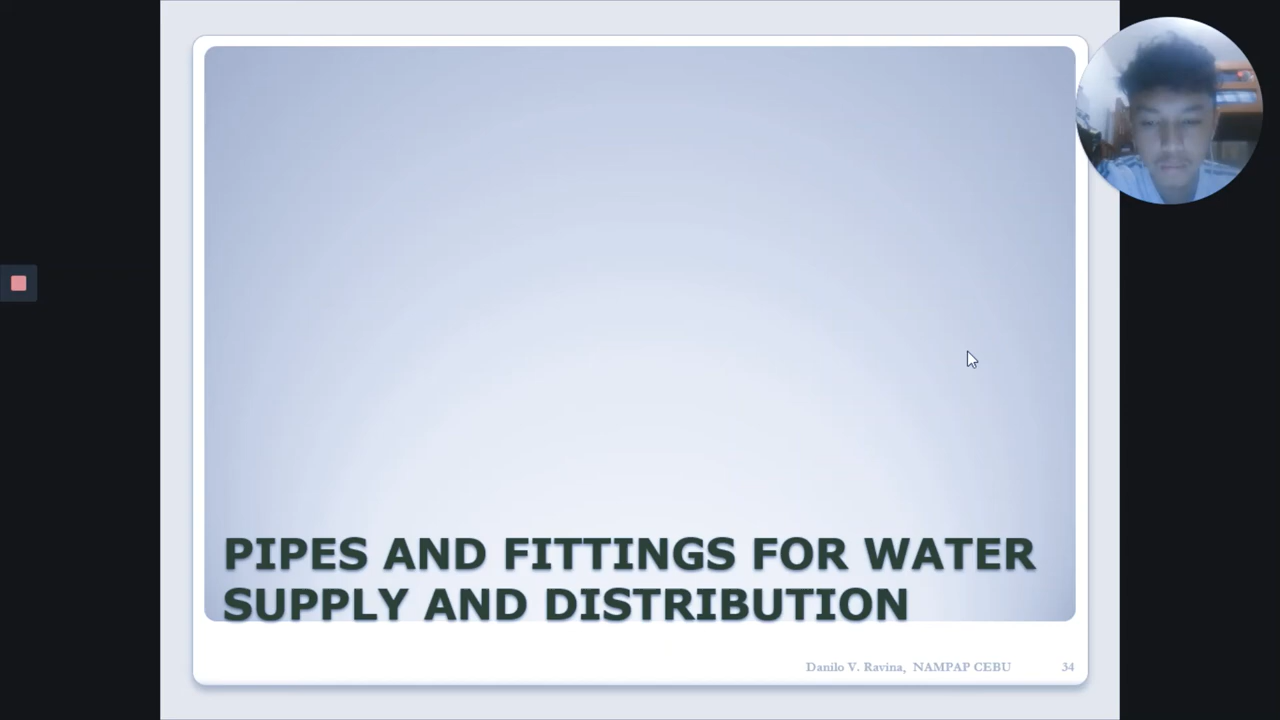 PIPES AND FITTINGS FOR WATER
SUPPLY AND DISTRIBUTION
Danilo V. Ravina, NAMPAP CEBU 34